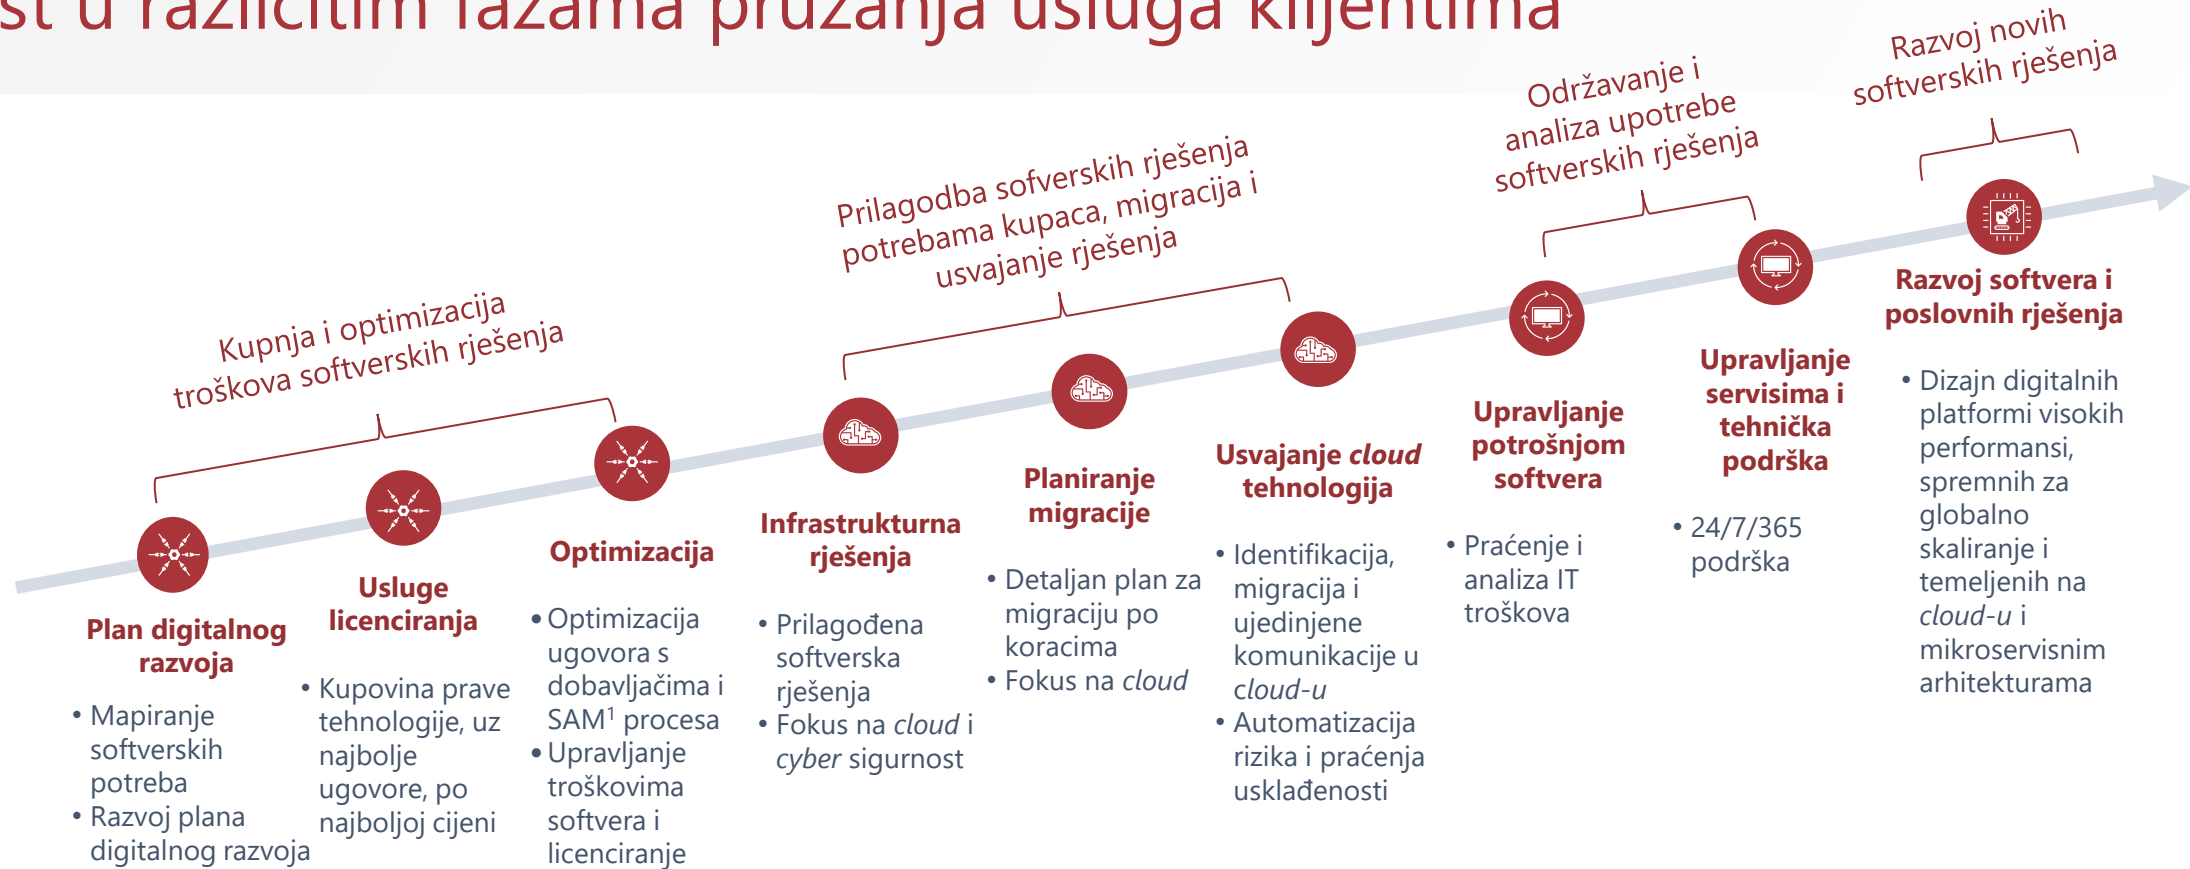 st u različitim fazama pružanja usluga klijentima
Kupnja i optimizacija
troškova softverskih rješenja
Prilagodba sofverskih rješenja
potrebama kupaca, migracija i
usvajanje rješenja
Održavanje i
analiza upotrebe
softverskih rješenja
Razvoj novih
softverskih rješenja
Plan digitalnog
razvoja
• Mapiranje
softverskih
potreba
• Razvoj plana
digitalnog razvoja
Usluge
licenciranja
• Kupovina prave
tehnologije, uz
najbolje
ugovore, po
najboljoj cijeni
Optimizacija
• Optimizacija
ugovora s
dobavljačima i
SAM¹ procesa
• Upravljanje
troškovima
softvera i
licenciranje
Infrastrukturna
rješenja
• Prilagođena
softverska
rješenja
• Fokus na cloud i
cyber sigurnost
Planiranje
migracije
• Detaljan plan za
migraciju po
koracima
• Fokus na cloud
Usvajanje cloud
tehnologija
• Identifikacija,
migracija i
ujedinjene
komunikacije u
cloud-u
• Automatizacija
rizika i praćenja
usklađenosti
Upravljanje
potrošnjom
softvera
• Praćenje i
analiza IT
troškova
Upravljanje
servisima i
tehnička
podrška
• 24/7/365
podrška
Razvoj softvera i
poslovnih rješenja
• Dizajn digitalnih
platformi visokih
performansi,
spremnih za
globalno
skaliranje i
temeljenih na
cloud-u i
mikroservisnim
arhitekturama